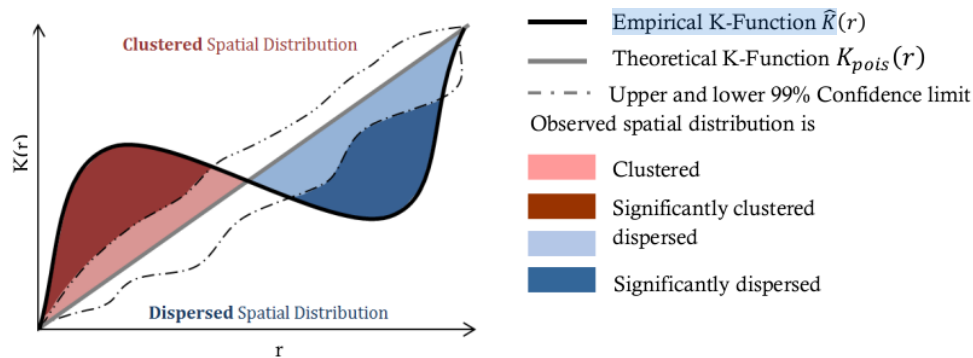 Clustered Spatial Distribution
K(r)
Dispersed Spatial Distribution
r
Empirical K-Function K̂(r)
Theoretical K-Function K_pois(r)
Upper and lower 99% Confidence limit
Observed spatial distribution is
Clustered
Significantly clustered
dispersed
Significantly dispersed